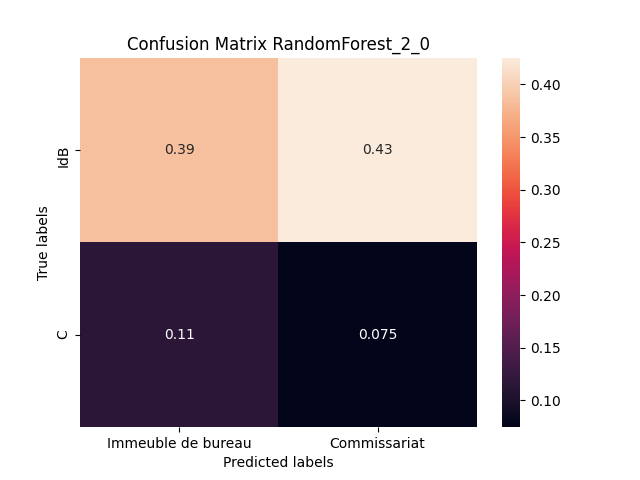 Confusion Matrix RandomForest_2_0
0.40
0.39
0.43
IdB
0.35
0.30
True labels
0.25
0.20
C
0.11
0.075
0.15
0.10
Immeuble de bureau
Commissariat
Predicted labels